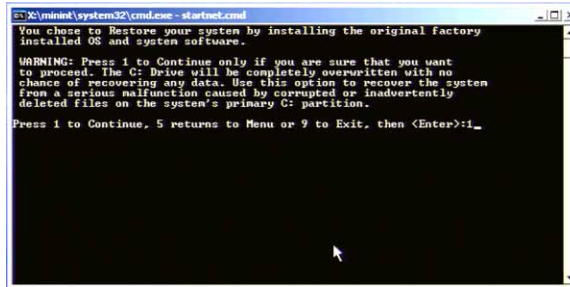 X:\minint\system32\cmd.exe - startnet.cmd
You chose to Restore your system by installing the original factory
installed OS and system software.
WARNING: Press 1 to Continue only if you are sure that you want
to proceed. The C: Drive will be completely overwritten with no
chance of recovering any data. Use this option to recover the system
from a serious malfunction caused by corrupted or inadvertently
deleted files on the system's primary C: partition.
Press 1 to Continue, 5 returns to Menu or 9 to Exit, then <Enter>:1_